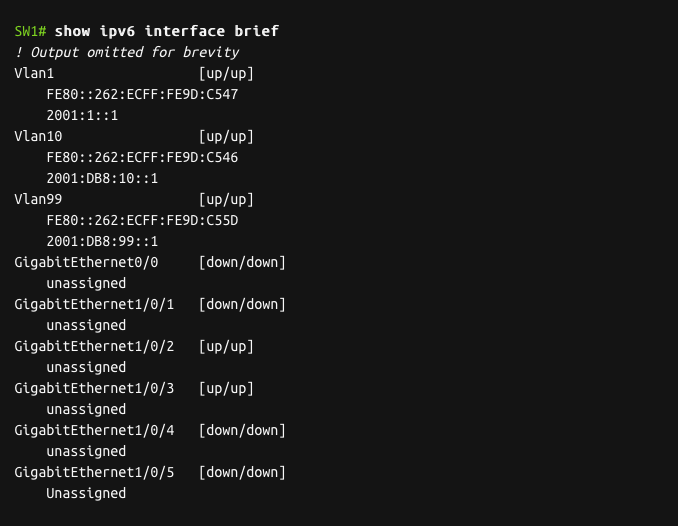 SW1# show ipv6 interface brief
! Output omitted for brevity
Vlan1 [up/up]
FE80::262:ECFF:FE9D:C547
2001:1::1
Vlan10 [up/up]
FE80::262:ECFF:FE9D:C546
2001:DB8:10::1
Vlan99 [up/up]
FE80::262:ECFF:FE9D:C55D
2001:DB8:99::1
GigabitEthernet0/0 [down/down]
unassigned
GigabitEthernet1/0/1 [down/down]
unassigned
GigabitEthernet1/0/2 [up/up]
unassigned
GigabitEthernet1/0/3 [up/up]
unassigned
GigabitEthernet1/0/4 [down/down]
unassigned
GigabitEthernet1/0/5 [down/down]
Unassigned